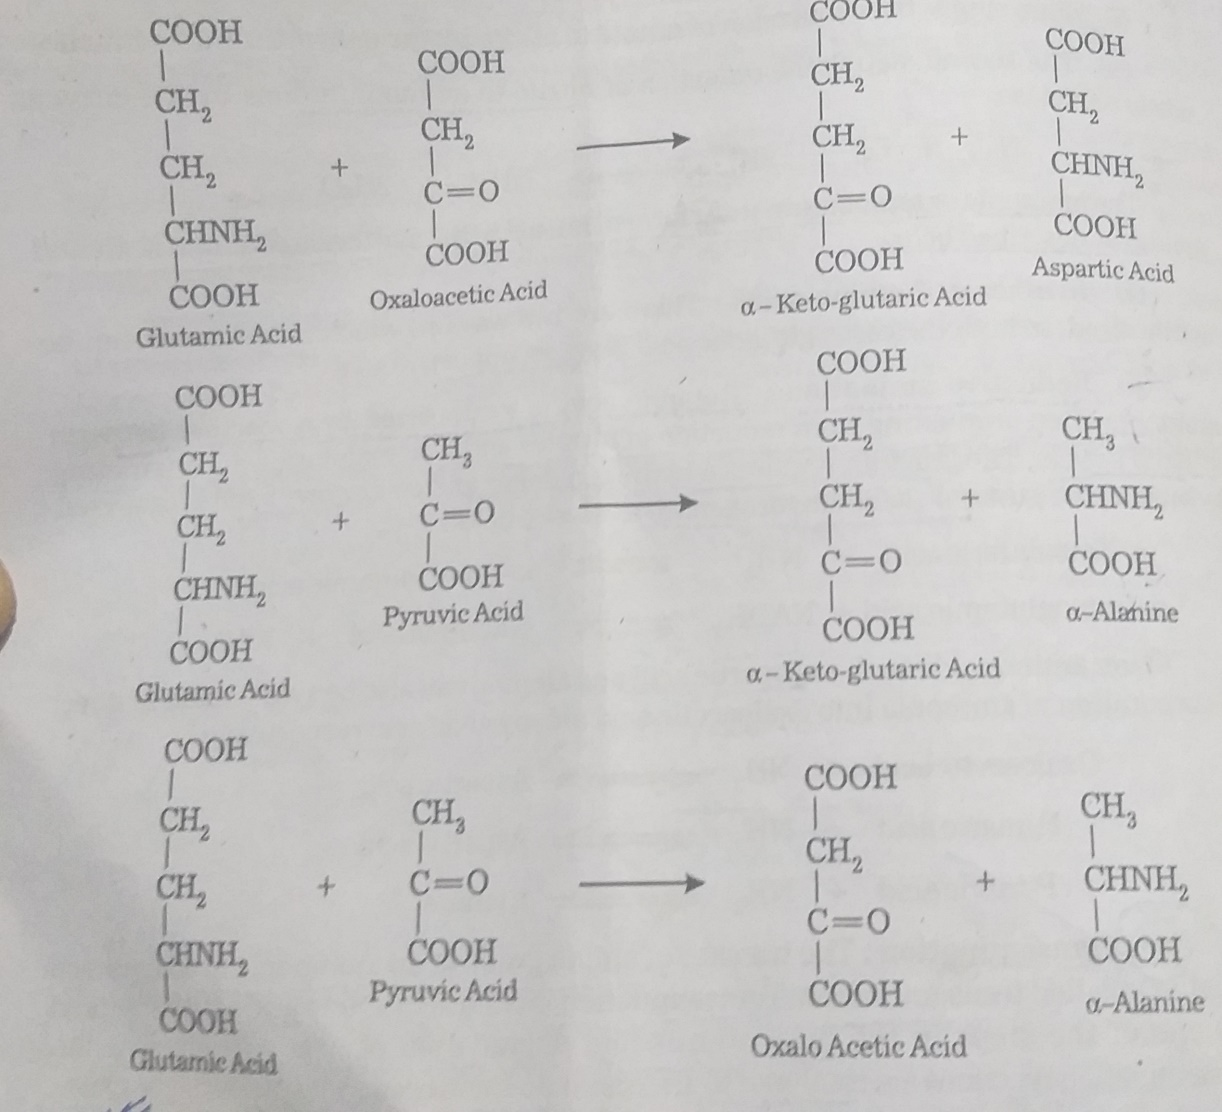 COOH
|
CH₂
|
CH₂
|
CHNH₂
|
COOH
Glutamic Acid
+
COOH
|
CH₂
|
C=O
|
COOH
Oxaloacetic Acid
⟶
COOH
|
CH₂
|
CH₂
|
C=O
|
COOH
α – Keto-glutaric Acid
+
COOH
|
CH₂
|
CHNH₂
|
COOH
Aspartic Acid
COOH
|
CH₂
|
CH₂
|
CHNH₂
|
COOH
Glutamic Acid
+
CH₃
|
C=O
|
COOH
Pyruvic Acid
⟶
COOH
|
CH₂
|
CH₂
|
C=O
|
COOH
α – Keto-glutaric Acid
+
CH₃
|
CHNH₂
|
COOH
α–Alanine
COOH
|
CH₂
|
CH₂
|
CHNH₂
|
COOH
Glutamic Acid
+
CH₃
|
C=O
|
COOH
Pyruvic Acid
⟶
COOH
|
CH₂
|
C=O
|
COOH
Oxalo Acetic Acid
+
CH₃
|
CHNH₂
|
COOH
α–Alanine